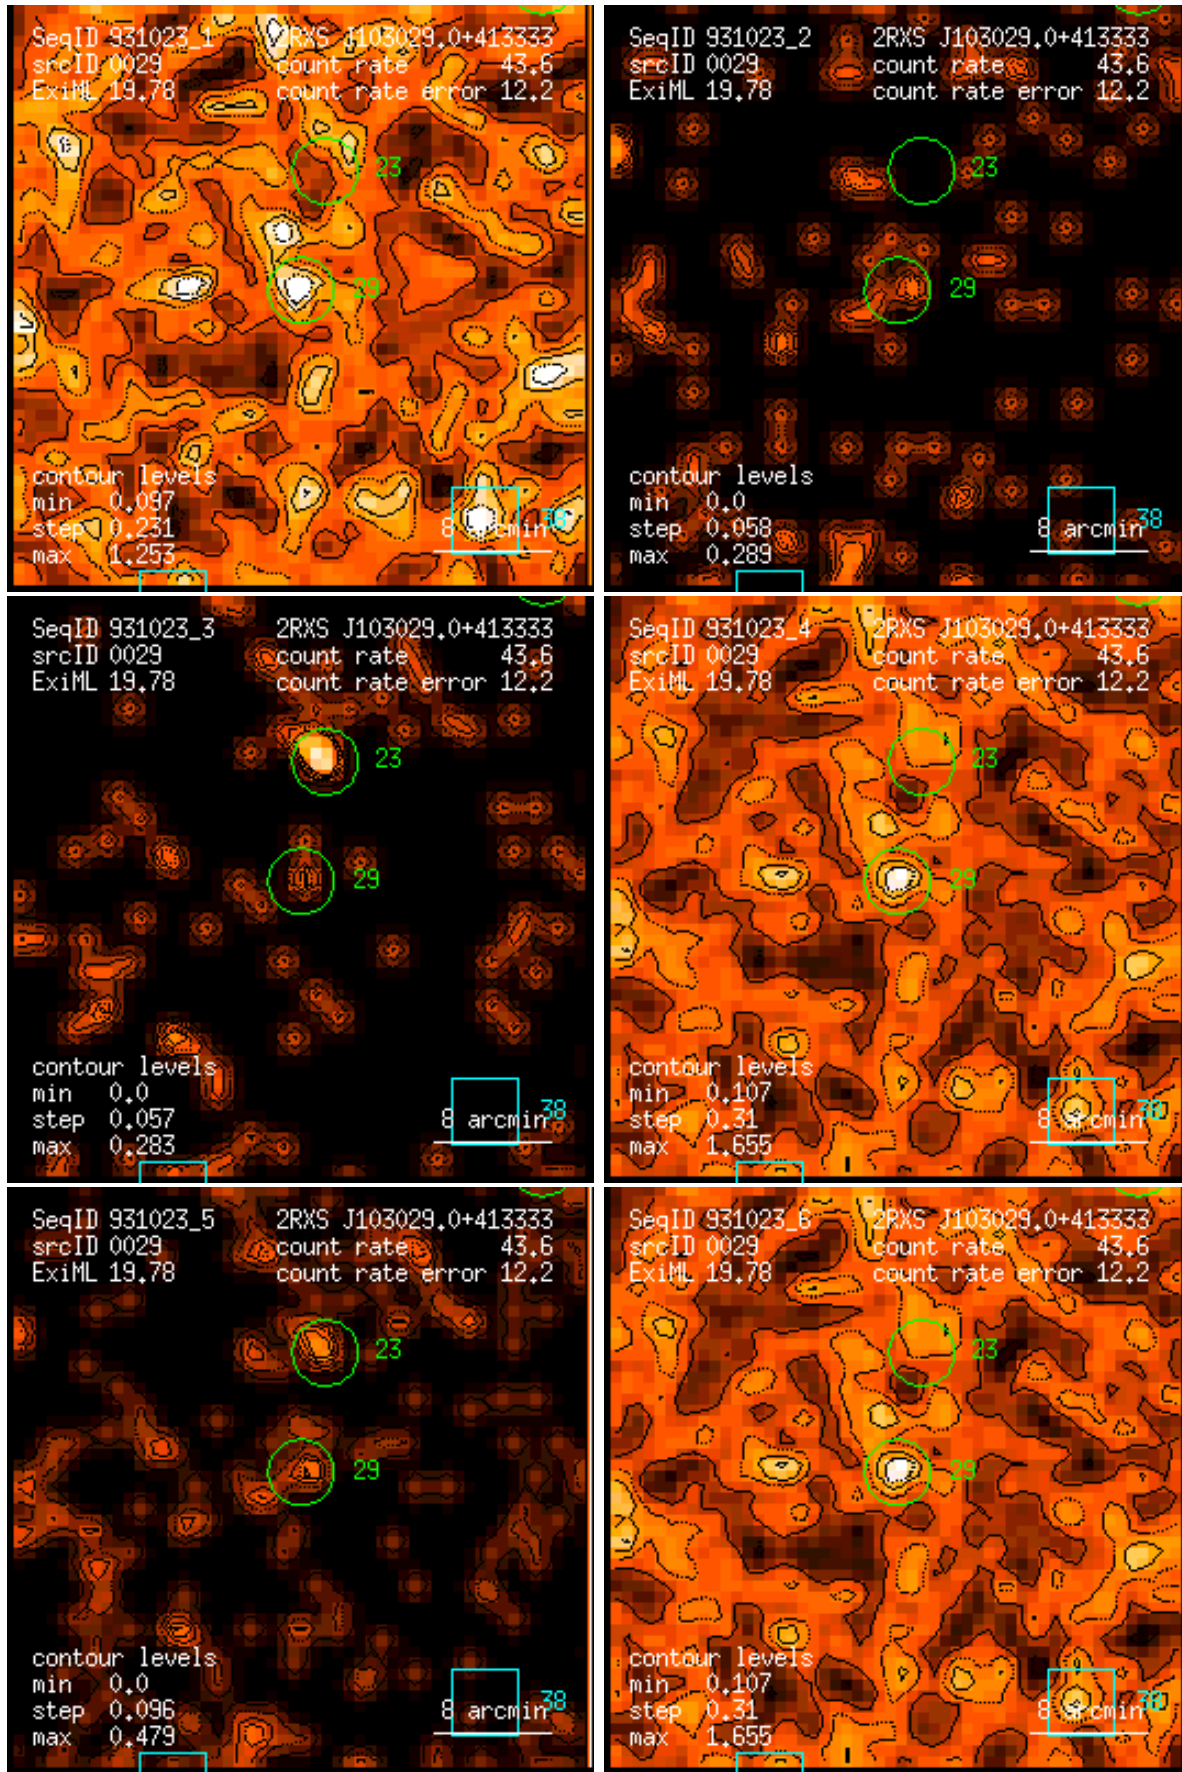 SeqID 931023_1 2RXS J103029.0+413333
srcID 0029 count rate 43.6
ExiML 19.78 count rate error 12.2
23
29
contour levels
min 0.097
step 0.231
max 1.253
38
8 arcmin
SeqID 931023_2 2RXS J103029.0+413333
srcID 0029 count rate 43.6
ExiML 19.78 count rate error 12.2
23
29
contour levels
min 0.0
step 0.058
max 0.289
38
8 arcmin
SeqID 931023_3 2RXS J103029.0+413333
srcID 0029 count rate 43.6
ExiML 19.78 count rate error 12.2
23
29
contour levels
min 0.0
step 0.057
max 0.283
38
8 arcmin
SeqID 931023_4 2RXS J103029.0+413333
srcID 0029 count rate 43.6
ExiML 19.78 count rate error 12.2
23
29
contour levels
min 0.107
step 0.31
max 1.655
38
8 arcmin
SeqID 931023_5 2RXS J103029.0+413333
srcID 0029 count rate 43.6
ExiML 19.78 count rate error 12.2
23
29
contour levels
min 0.0
step 0.096
max 0.479
38
8 arcmin
SeqID 931023_6 2RXS J103029.0+413333
srcID 0029 count rate 43.6
ExiML 19.78 count rate error 12.2
23
29
contour levels
min 0.107
step 0.31
max 1.655
38
8 arcmin